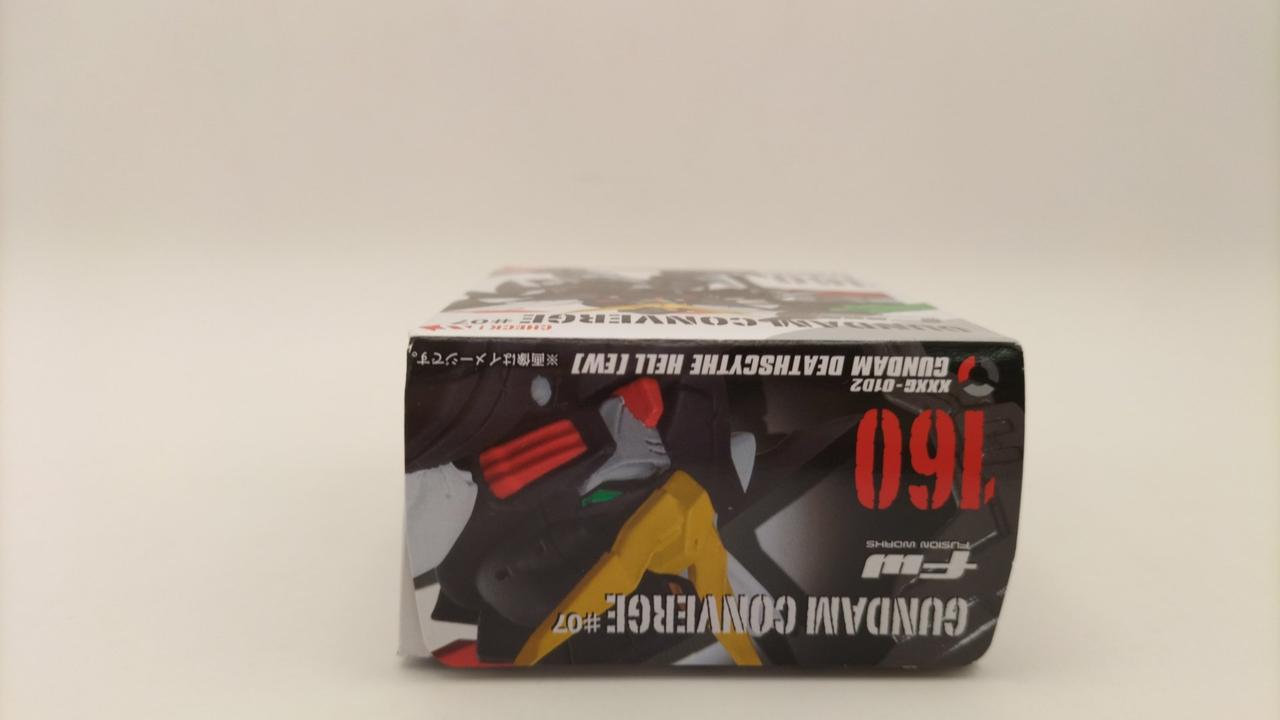 GUNDAM CONVERGE #07
FW
FUSION WORKS
160
XXXG-01D2
GUNDAM DEATHSCYTHE HELL [EW]
※画像はイメージです。
GUNDAM CONVERGE #07
CHECK!